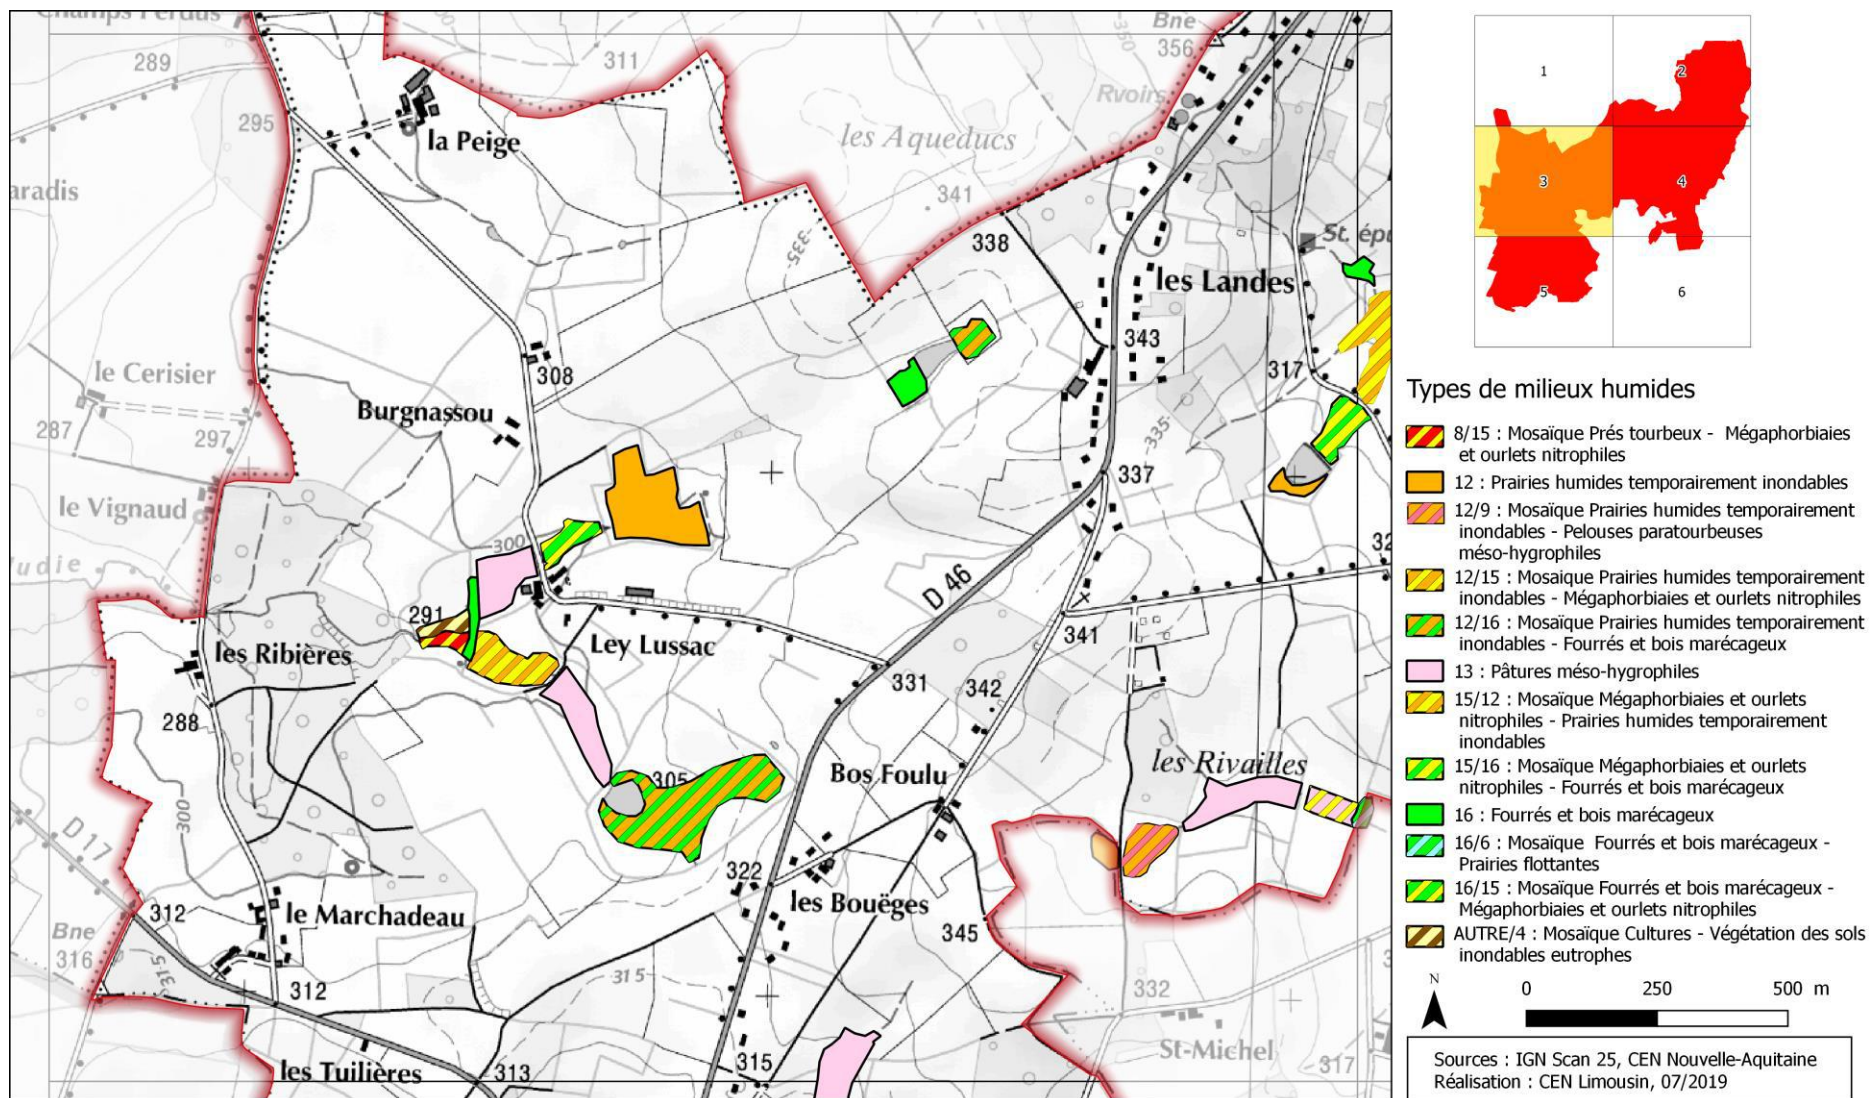 Champs Perdus
289
300
311
Bne
356
350
295
la Peige
Rvoirs
les Aqueducs
aradis
341
335
338
St. épu
les Landes
343
317
le Cerisier
308
Burgnassou
287
297
335
337
le Vignaud
300
udie
D 46
32
291
Ley Lussac
341
les Ribières
331
342
288
305
Bos Foulu
les Rivailles
300
D 17
322
les Bouëges
312
le Marchadeau
345
Bne
316
315
312
315
332
St-Michel
315
les Tuilières
313
317
1
2
3
4
5
6
Types de milieux humides
8/15 : Mosaïque Prés tourbeux - Mégaphorbiaies
et ourlets nitrophiles
12 : Prairies humides temporairement inondables
12/9 : Mosaïque Prairies humides temporairement
inondables - Pelouses paratourbeuses
méso-hygrophiles
12/15 : Mosaique Prairies humides temporairement
inondables - Mégaphorbiaies et ourlets nitrophiles
12/16 : Mosaïque Prairies humides temporairement
inondables - Fourrés et bois marécageux
13 : Pâtures méso-hygrophiles
15/12 : Mosaïque Mégaphorbiaies et ourlets
nitrophiles - Prairies humides temporairement
inondables
15/16 : Mosaïque Mégaphorbiaies et ourlets
nitrophiles - Fourrés et bois marécageux
16 : Fourrés et bois marécageux
16/6 : Mosaïque Fourrés et bois marécageux -
Prairies flottantes
16/15 : Mosaïque Fourrés et bois marécageux -
Mégaphorbiaies et ourlets nitrophiles
AUTRE/4 : Mosaïque Cultures - Végétation des sols
inondables eutrophes
N
0 250 500 m
Sources : IGN Scan 25, CEN Nouvelle-Aquitaine
Réalisation : CEN Limousin, 07/2019